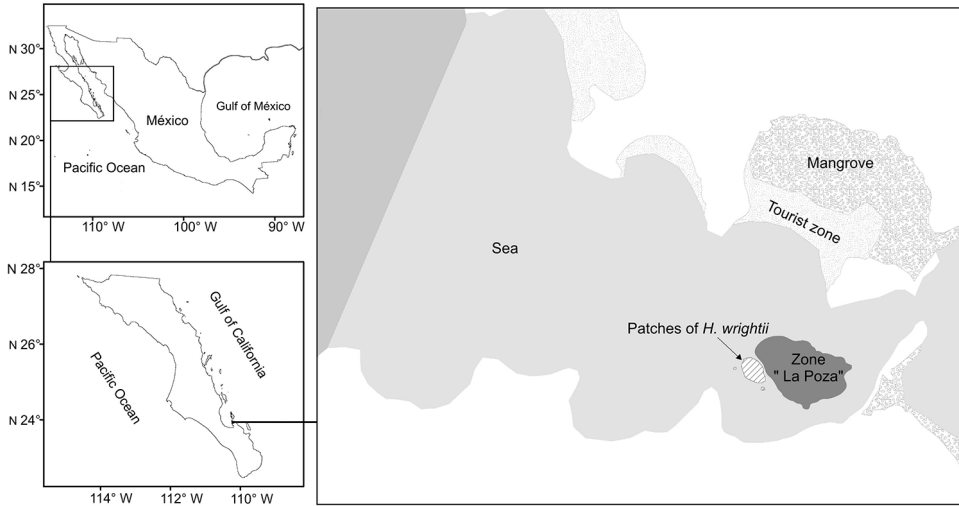 N 30°
N 25°
N 20°
N 15°
Gulf of México
México
Pacific Ocean
110° W
100° W
90° W
N 28°
N 26°
N 24°
Gulf of California
Pacific Ocean
114° W
112° W
110° W
Mangrove
Tourist zone
Sea
Patches of H. wrightii
Zone
" La Poza"